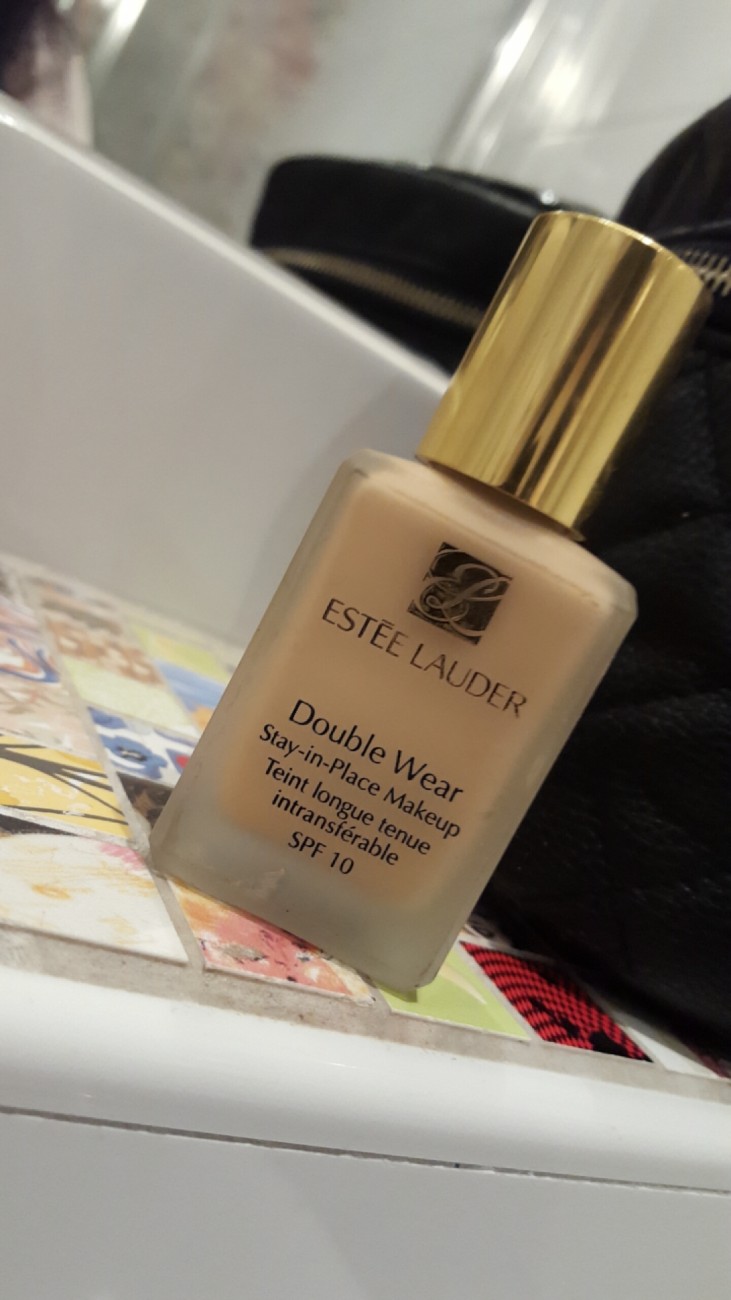 ESTĒE LAUDER
Double Wear
Stay-in-Place Makeup
Teint longue tenue
intransférable
SPF 10